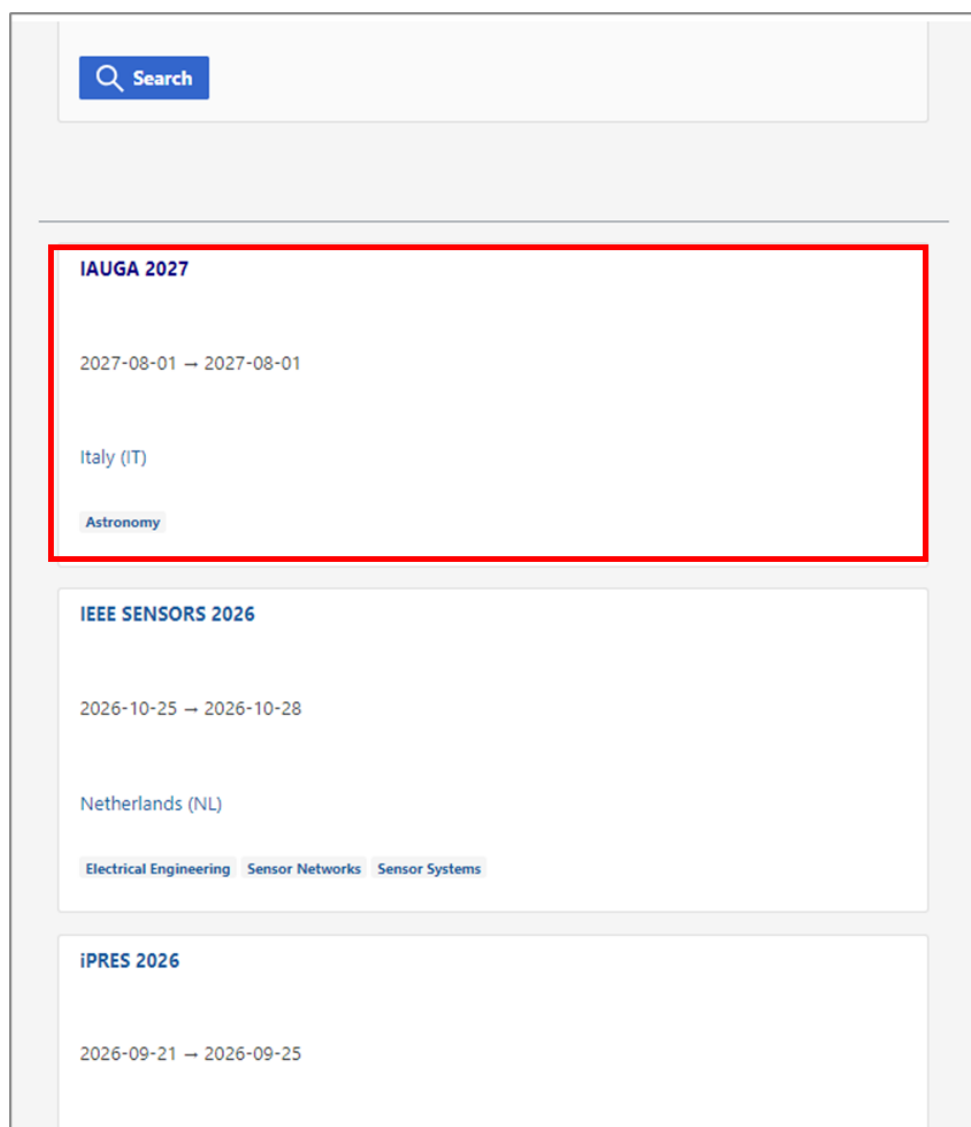 Search
IAUGA 2027
2027-08-01 → 2027-08-01
Italy (IT)
Astronomy
IEEE SENSORS 2026
2026-10-25 → 2026-10-28
Netherlands (NL)
Electrical Engineering Sensor Networks Sensor Systems
iPRES 2026
2026-09-21 → 2026-09-25